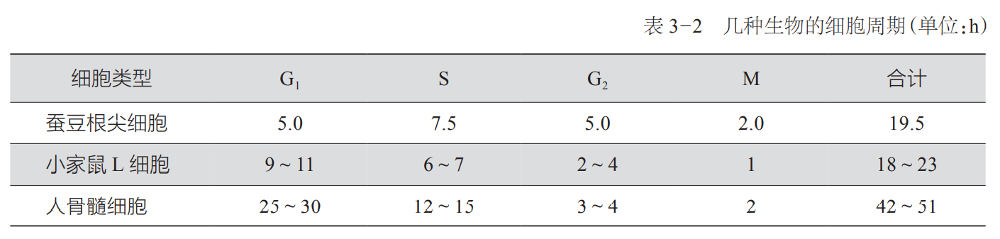 表 3-2 几种生物的细胞周期(单位:h)
细胞类型 G₁ S G₂ M 合计
蚕豆根尖细胞 5.0 7.5 5.0 2.0 19.5
小家鼠 L 细胞 9 ~ 11 6 ~ 7 2 ~ 4 1 18 ~ 23
人骨髓细胞 25 ~ 30 12 ~ 15 3 ~ 4 2 42 ~ 51